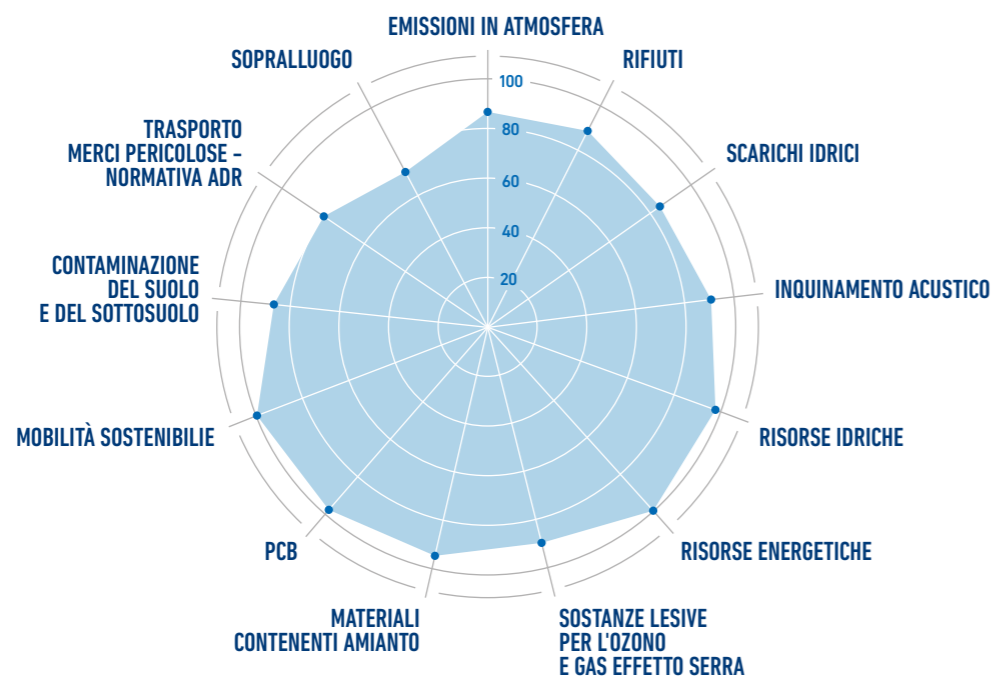 EMISSIONI IN ATMOSFERA
RIFIUTI
SCARICHI IDRICI
INQUINAMENTO ACUSTICO
RISORSE IDRICHE
RISORSE ENERGETICHE
SOSTANZE LESIVE
PER L'OZONO
E GAS EFFETTO SERRA
MATERIALI
CONTENENTI AMIANTO
PCB
MOBILITÀ SOSTENIBILIE
CONTAMINAZIONE
DEL SUOLO
E DEL SOTTOSUOLO
TRASPORTO
MERCI PERICOLOSE –
NORMATIVA ADR
SOPRALLUOGO
100
80
60
40
20